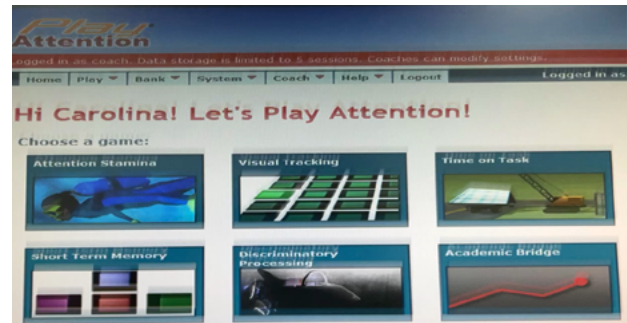 Play
Attention
Logged in as coach. Data storage is limited to 5 sessions. Coaches can modify settings.
Home Play Bank System Coach Help Logout Logged in as
Hi Carolina! Let's Play Attention!
Choose a game:
Attention Stamina Visual Tracking Time on Task
Short Term Memory Discriminatory Processing Academic Bridge